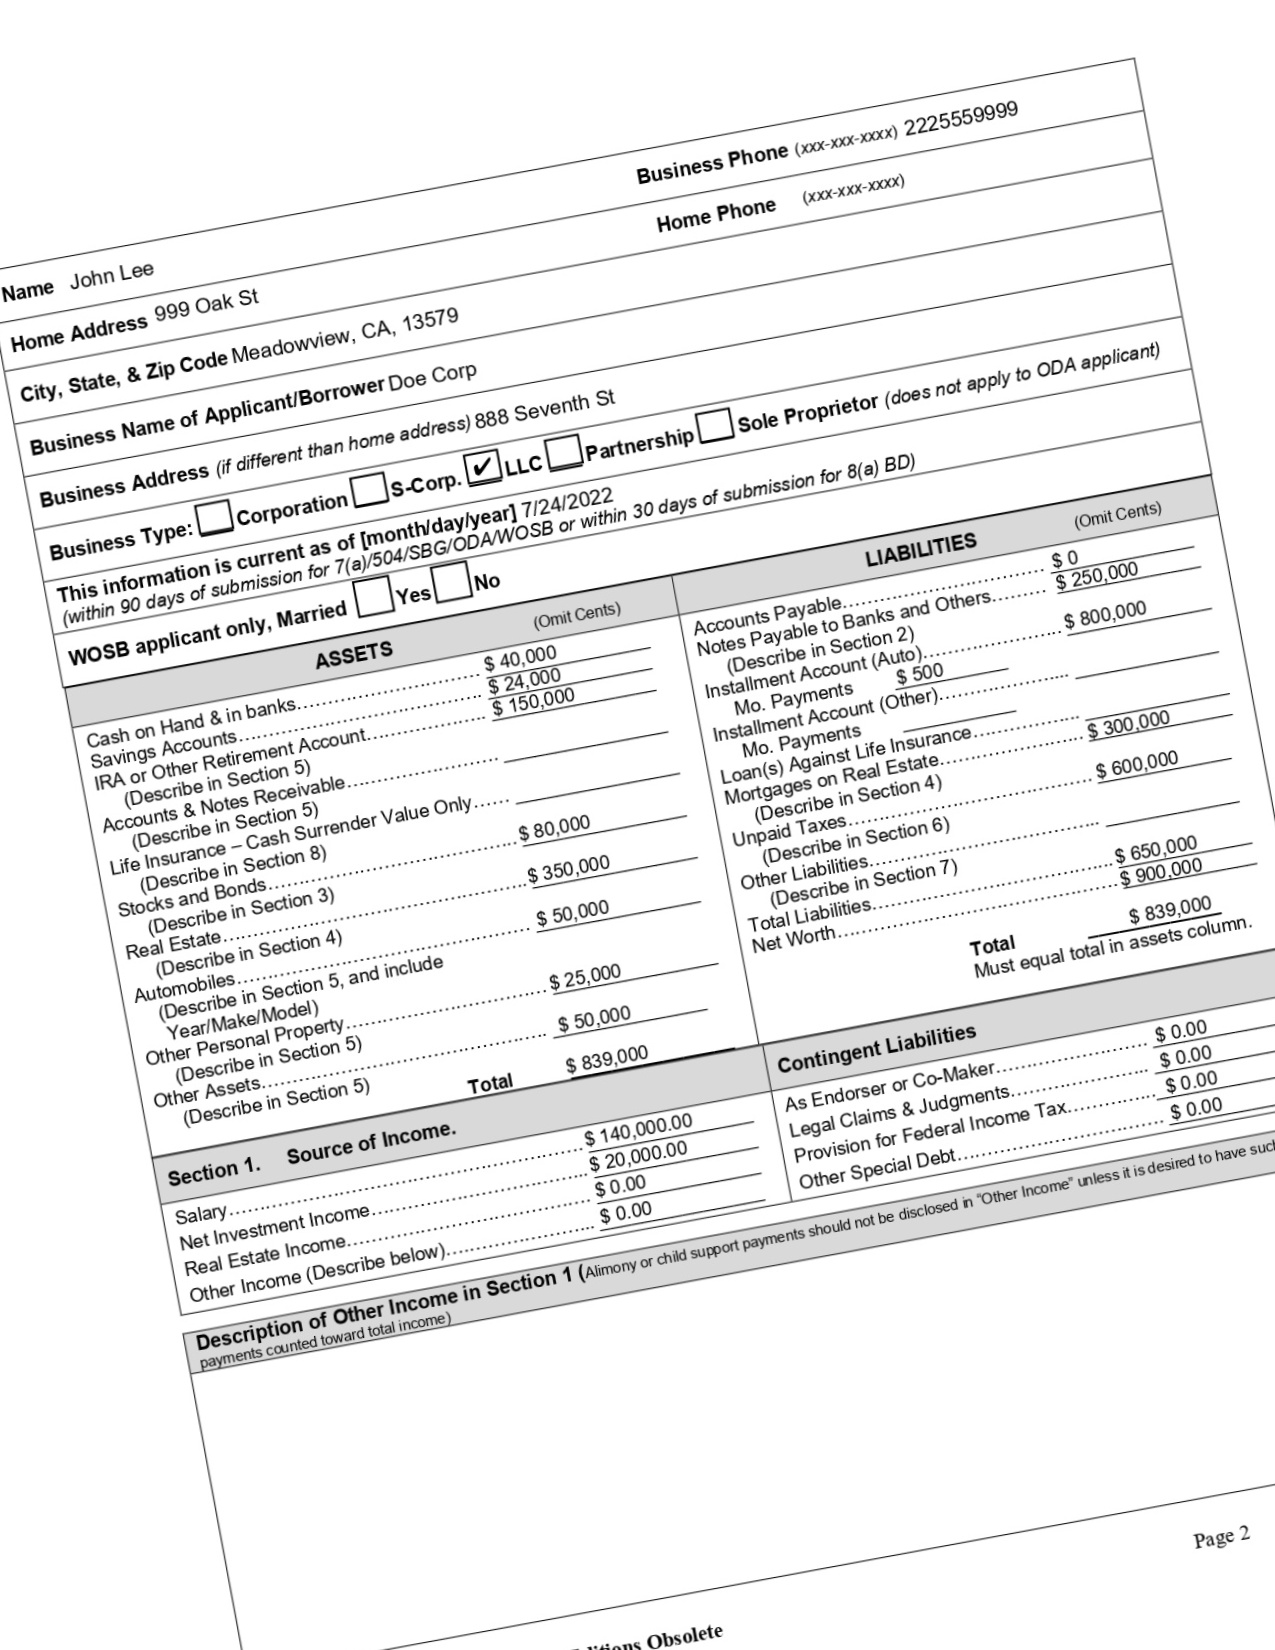 Name John Lee Business Phone (xxx-xxx-xxxx) 2225559999
Home Address 999 Oak St Home Phone (xxx-xxx-xxxx)
City, State, & Zip Code Meadowview, CA, 13579
Business Name of Applicant/Borrower Doe Corp
Business Address (if different than home address) 888 Seventh St
Business Type: Corporation S-Corp. ✔ LLC Partnership Sole Proprietor (does not apply to ODA applicant)
This information is current as of [month/day/year] 7/24/2022
(within 90 days of submission for 7(a)/504/SBG/ODA/WOSB or within 30 days of submission for 8(a) BD)
WOSB applicant only, Married Yes No
ASSETS (Omit Cents)
Cash on Hand & in banks.......... $ 40,000
Savings Accounts.......... $ 24,000
IRA or Other Retirement Account.......... $ 150,000
(Describe in Section 5)
Accounts & Notes Receivable..........
(Describe in Section 5)
Life Insurance – Cash Surrender Value Only......
(Describe in Section 8)
Stocks and Bonds.......... $ 80,000
(Describe in Section 3)
Real Estate.......... $ 350,000
(Describe in Section 4)
Automobiles.......... $ 50,000
(Describe in Section 5, and include
Year/Make/Model)
Other Personal Property.......... $ 25,000
(Describe in Section 5)
Other Assets.......... $ 50,000
(Describe in Section 5)
Total $ 839,000
LIABILITIES (Omit Cents)
Accounts Payable.......... $ 0
Notes Payable to Banks and Others......... $ 250,000
(Describe in Section 2)
Installment Account (Auto).......... $ 800,000
Mo. Payments $ 500
Installment Account (Other)..........
Mo. Payments
Loan(s) Against Life Insurance..........
Mortgages on Real Estate.......... $ 300,000
(Describe in Section 4)
Unpaid Taxes.......... $ 600,000
(Describe in Section 6)
Other Liabilities..........
(Describe in Section 7)
Total Liabilities.......... $ 650,000
Net Worth.......... $ 900,000
Total $ 839,000
Must equal total in assets column.
Section 1. Source of Income.
Salary.......... $ 140,000.00
Net Investment Income.......... $ 20,000.00
Real Estate Income.......... $ 0.00
Other Income (Describe below).......... $ 0.00
Contingent Liabilities
As Endorser or Co-Maker.......... $ 0.00
Legal Claims & Judgments.......... $ 0.00
Provision for Federal Income Tax.......... $ 0.00
Other Special Debt.......... $ 0.00
Description of Other Income in Section 1 (Alimony or child support payments should not be disclosed in "Other Income" unless it is desired to have such
payments counted toward total income)
Page 2
Obsolete